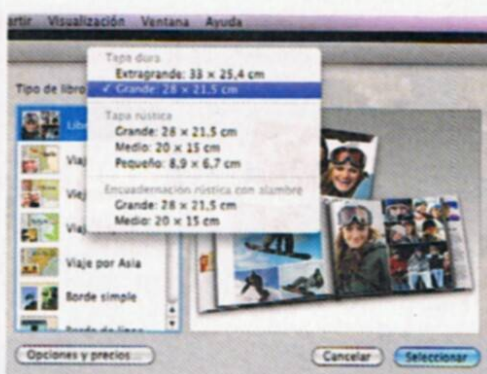 Visualización Ventana Ayuda
Tapa dura
Extragrande: 33 × 25,4 cm
✓ Grande: 28 × 21,5 cm
Tipo de libro
Tapa rústica
Grande: 28 × 21,5 cm
Medio: 20 × 15 cm
Pequeño: 8,9 × 6,7 cm
Encuadernación rústica con alambre
Grande: 28 × 21,5 cm
Medio: 20 × 15 cm
Viaje por Asia
Borde simple
Opciones y precios...
Cancelar
Seleccionar